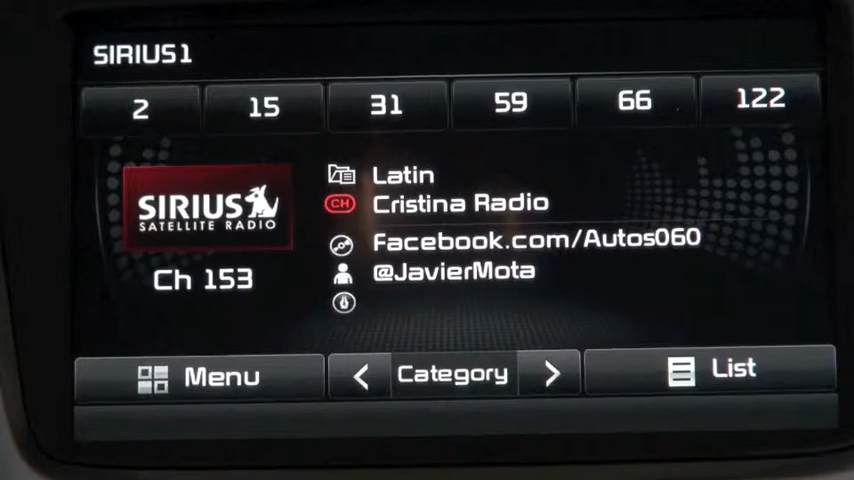 SIRIUS1
2 15 31 59 66 122
SIRIUS
SATELLITE RADIO
Ch 153
Latin
CH Cristina Radio
Facebook.com/Autos060
@JavierMota
Menu < Category > List